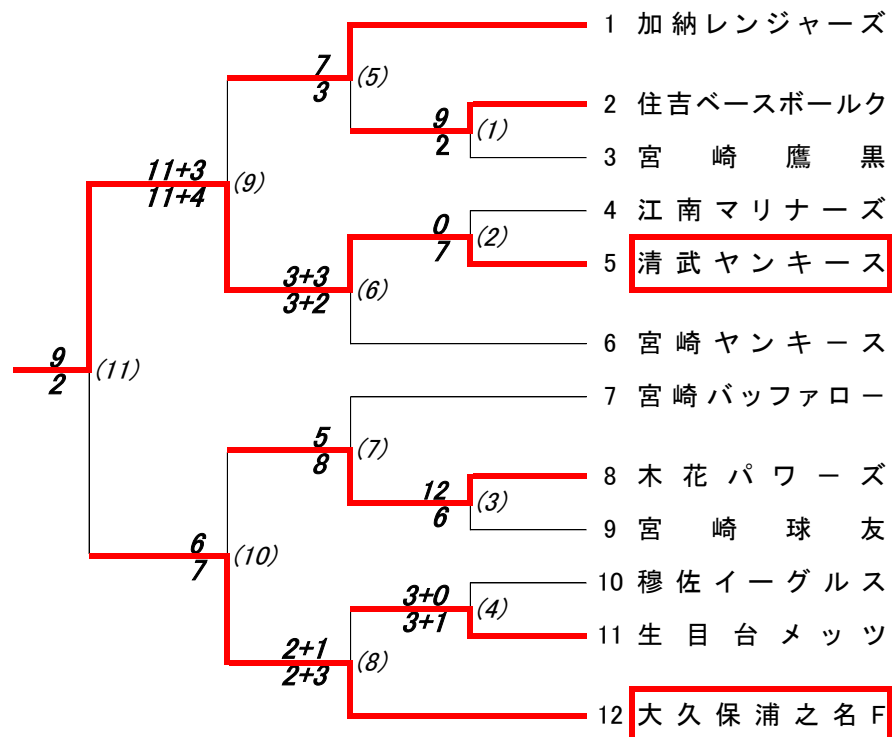 1 加納レンジャーズ
7
3
(5)
2 住吉ベースボールク
9
2
(1)
3 宮崎鷹黒
11+3
11+4
(9)
4 江南マリナーズ
0
7
(2)
5 清武ヤンキース
3+3
3+2
(6)
6 宮崎ヤンキース
9
2
(11)
7 宮崎バッファロー
5
8
(7)
8 木花パワーズ
12
6
(3)
9 宮崎球友
6
7
(10)
10 穆佐イーグルス
3+0
3+1
(4)
11 生目台メッツ
2+1
2+3
(8)
12 大久保浦之名F